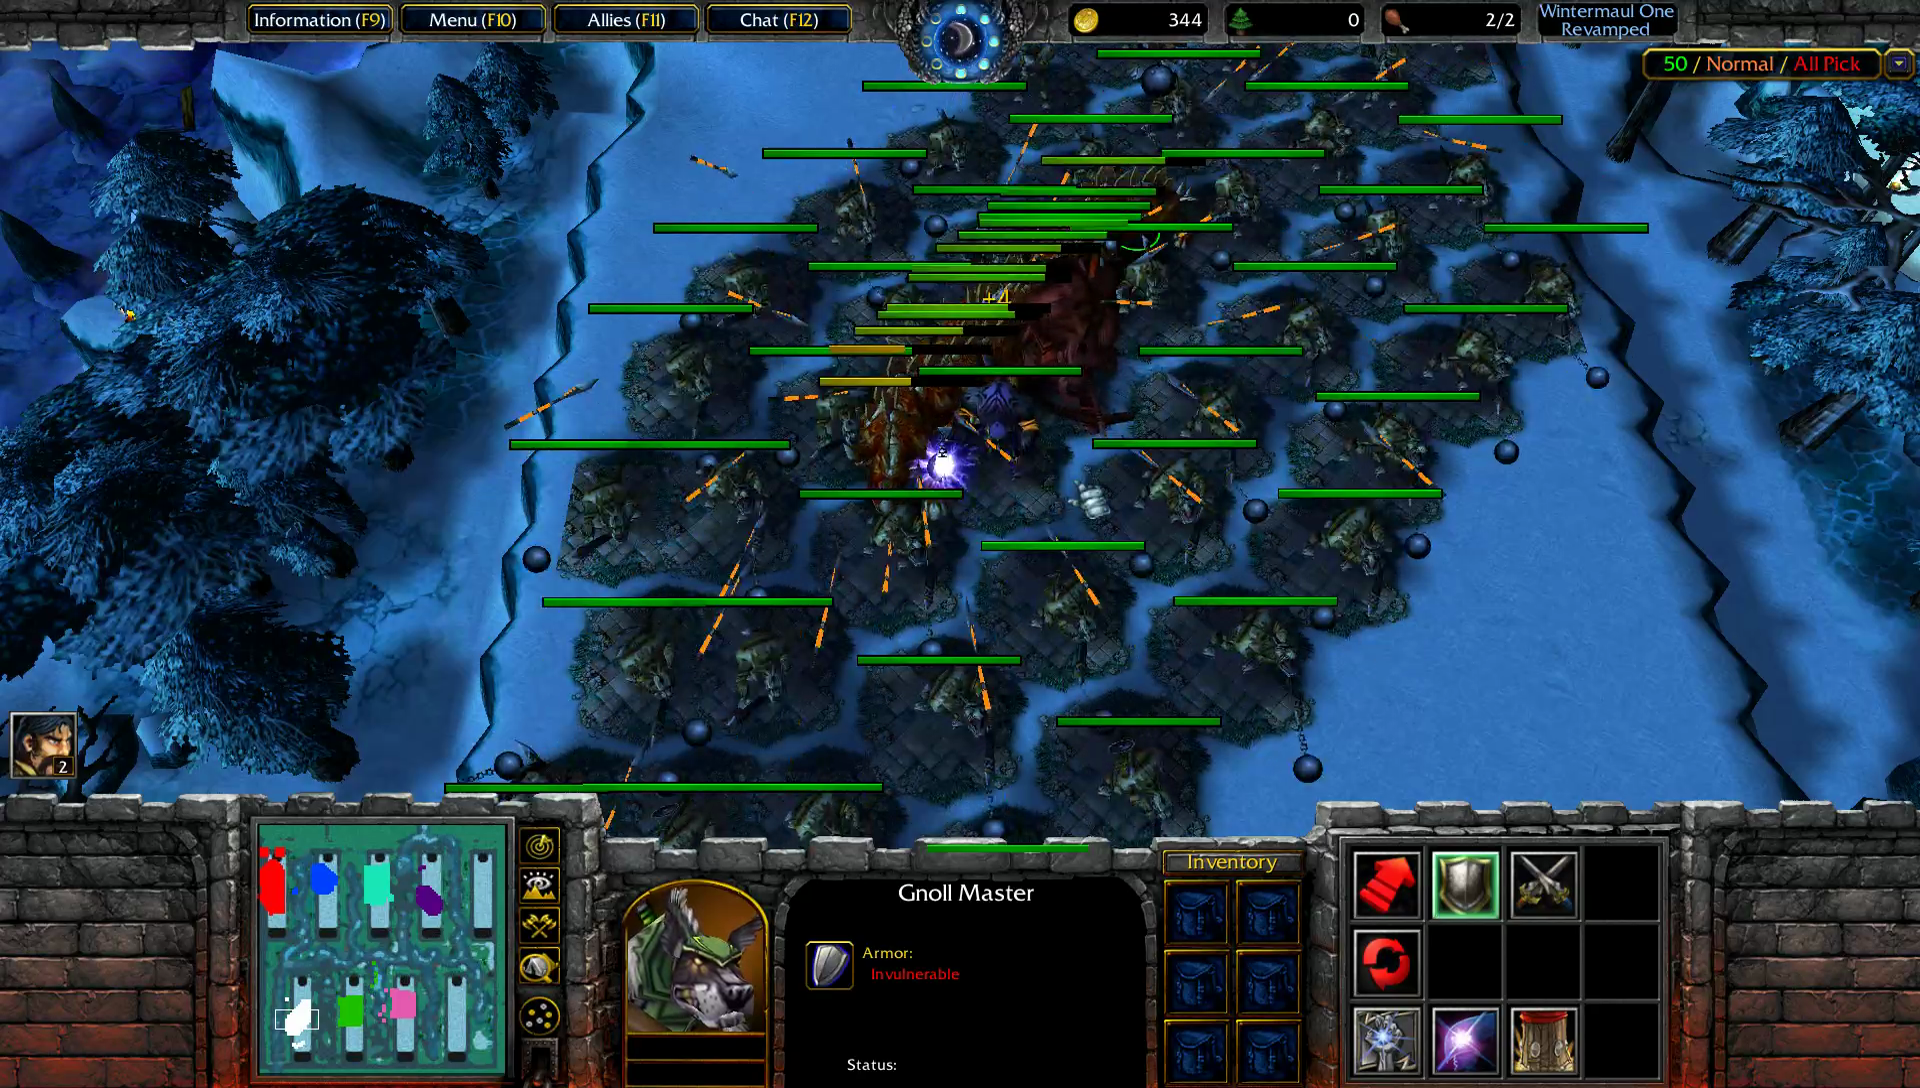 Information (F9)
Menu (F10)
Allies (F11)
Chat (F12)
344
0
2/2
Wintermaul One
Revamped
50 / Normal / All Pick
+4
2
Inventory
Gnoll Master
Armor:
Invulnerable
Status: